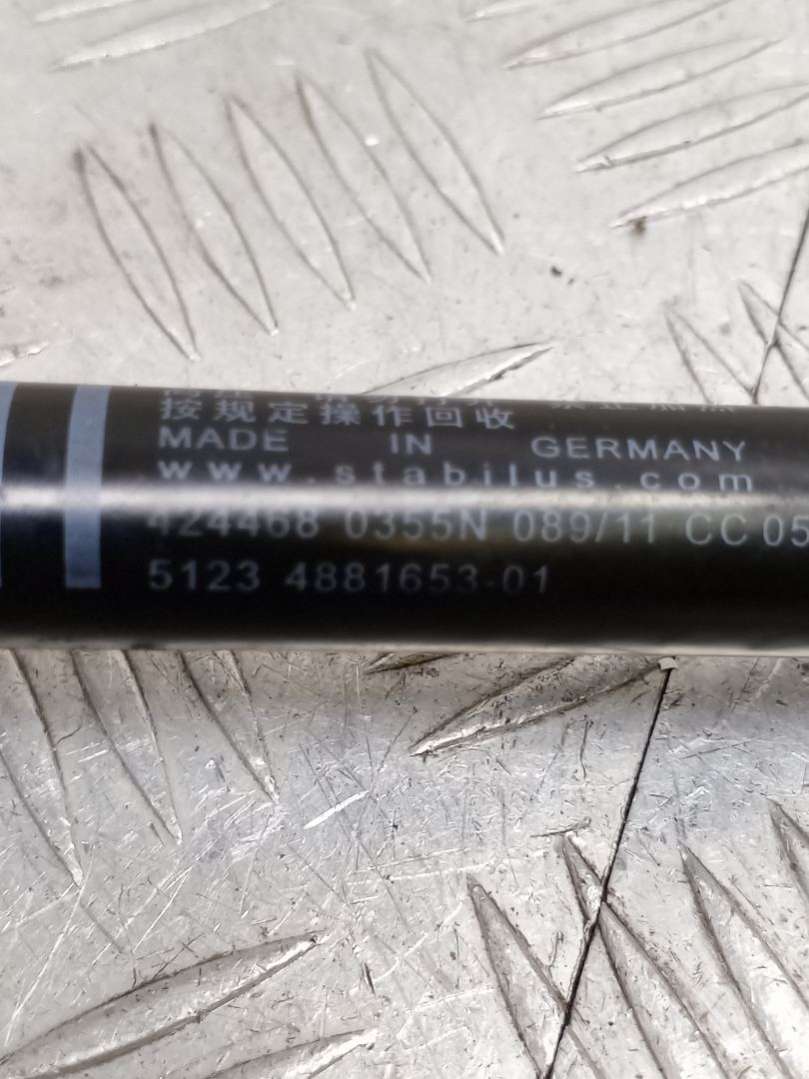 按规定操作回收
MADE IN GERMANY
www.stabilus.com
424468 0355N 089/11 CC 05
5123 4881653-01